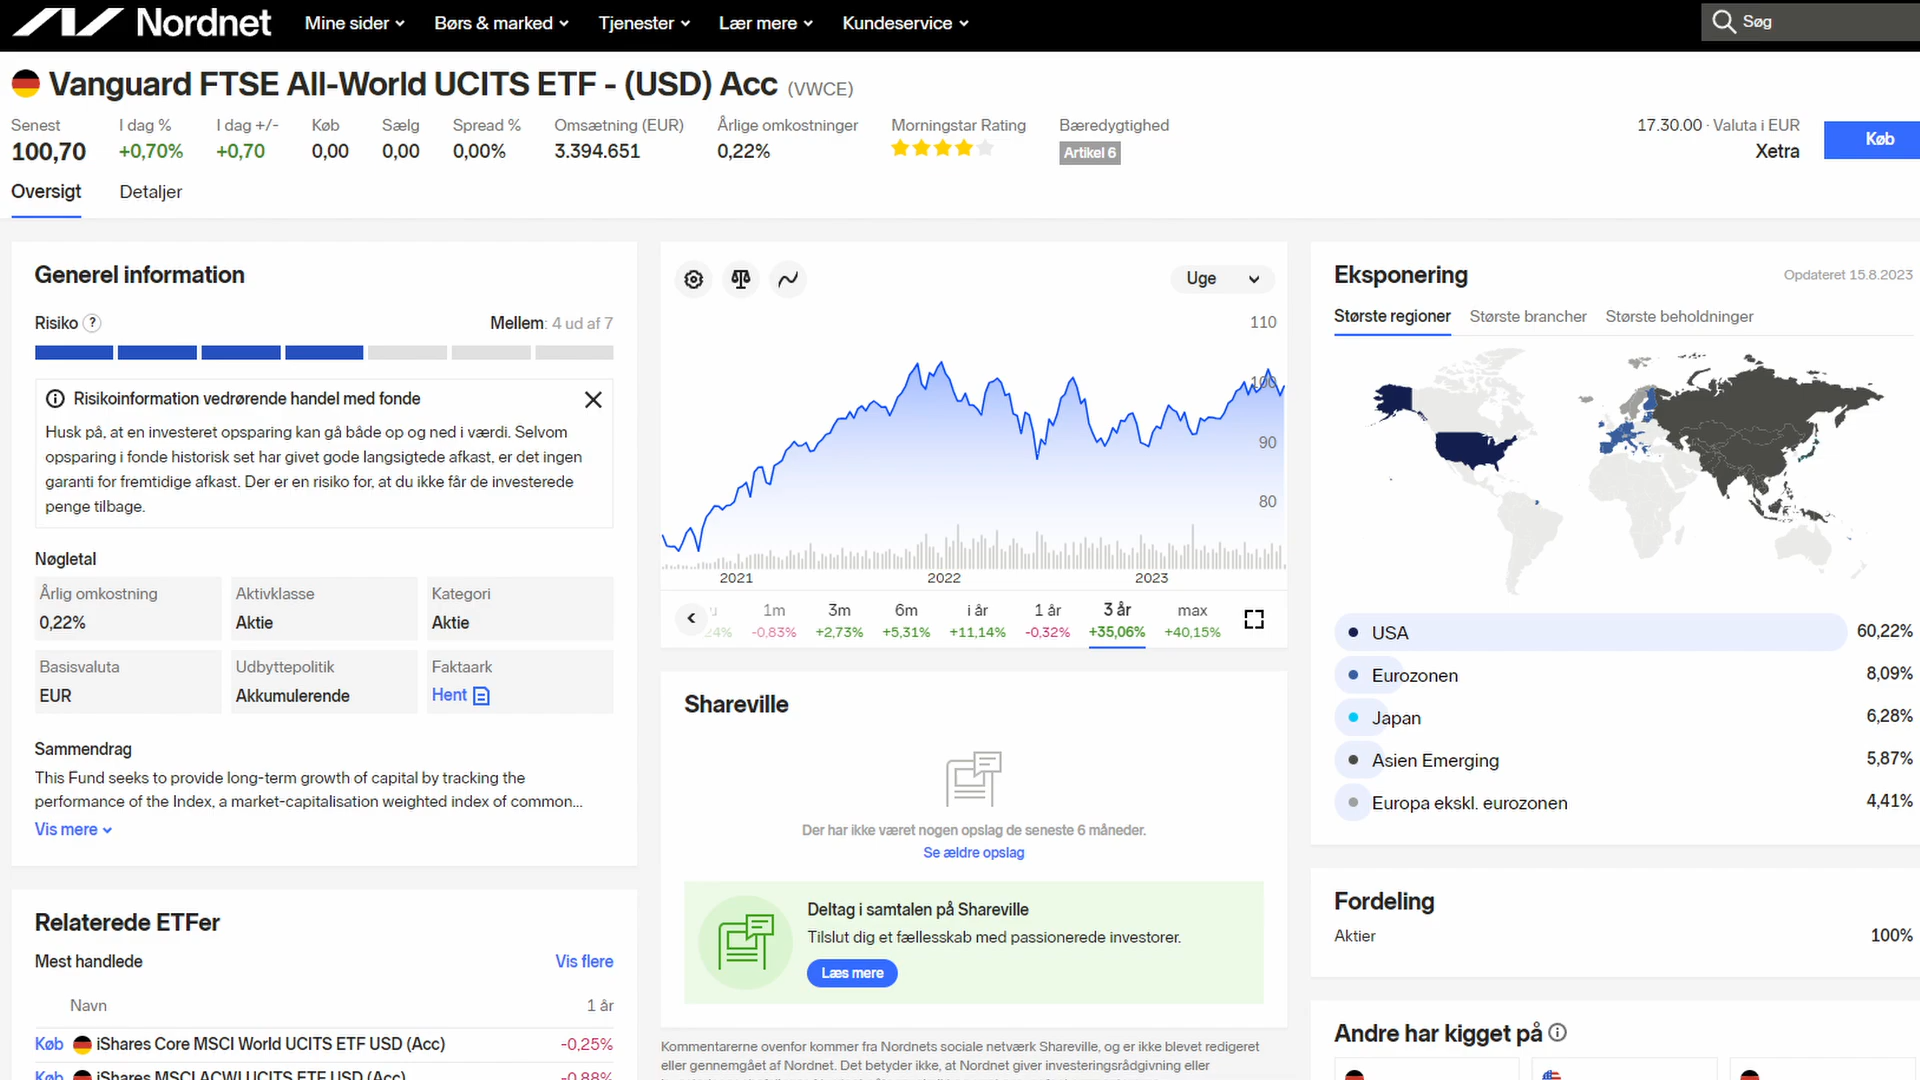 Nordnet
Mine sider
Børs & marked
Tjenester
Lær mere
Kundeservice
Søg
Vanguard FTSE All-World UCITS ETF - (USD) Acc (VWCE)
Senest
100,70
I dag %
+0,70%
I dag +/-
+0,70
Køb
0,00
Sælg
0,00
Spread %
0,00%
Omsætning (EUR)
3.394.651
Årlige omkostninger
0,22%
Morningstar Rating
Bæredygtighed
Artikel 6
17.30.00 · Valuta i EUR
Xetra
Køb
Oversigt
Detaljer
Generel information
Risiko ?
Mellem: 4 ud af 7
Risikoinformation vedrørende handel med fonde
Husk på, at en investeret opsparing kan gå både op og ned i værdi. Selvom
opsparing i fonde historisk set har givet gode langsigtede afkast, er det ingen
garanti for fremtidige afkast. Der er en risiko for, at du ikke får de investerede
penge tilbage.
Nøgletal
Årlig omkostning
0,22%
Aktivklasse
Aktie
Kategori
Aktie
Basisvaluta
EUR
Udbyttepolitik
Akkumulerende
Faktaark
Hent
Sammendrag
This Fund seeks to provide long-term growth of capital by tracking the
performance of the Index, a market-capitalisation weighted index of common...
Vis mere
Relaterede ETFer
Mest handlede
Vis flere
Navn
1 år
Køb iShares Core MSCI World UCITS ETF USD (Acc) -0,25%
Køb iShares MSCI ACWI UCITS ETF USD (Acc) -0,88%
Uge
110
100
90
80
2021
2022
2023
1m
-0,83%
3m
+2,73%
6m
+5,31%
i år
+11,14%
1 år
-0,32%
3 år
+35,06%
max
+40,15%
Shareville
Der har ikke været nogen opslag de seneste 6 måneder.
Se ældre opslag
Deltag i samtalen på Shareville
Tilslut dig et fællesskab med passionerede investorer.
Læs mere
Kommentarerne ovenfor kommer fra Nordnets sociale netværk Shareville, og er ikke blevet redigeret
eller gennemgået af Nordnet. Det betyder ikke, at Nordnet giver investeringsrådgivning eller
Eksponering
Opdateret 15.8.2023
Største regioner
Største brancher
Største beholdninger
USA 60,22%
Eurozonen 8,09%
Japan 6,28%
Asien Emerging 5,87%
Europa ekskl. eurozonen 4,41%
Fordeling
Aktier 100%
Andre har kigget på